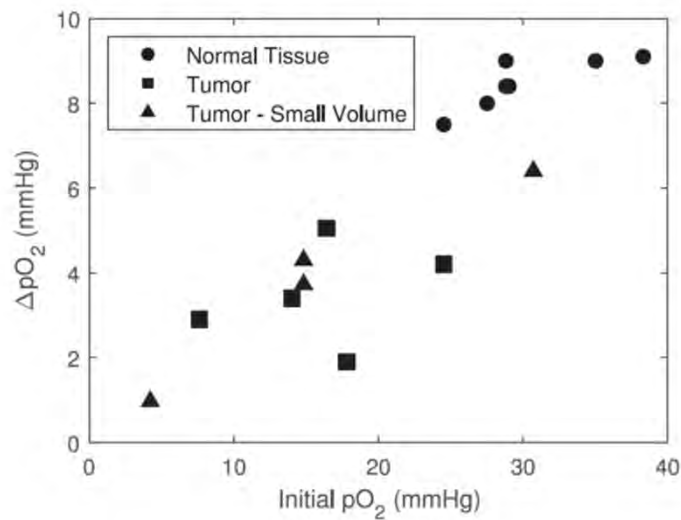 10
8
6
4
2
0
ΔpO₂ (mmHg)
Normal Tissue
Tumor
Tumor - Small Volume
0 10 20 30 40
Initial pO₂ (mmHg)